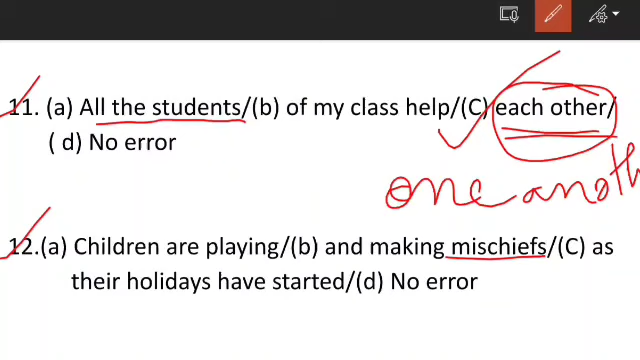 11. (a) All the students/(b) of my class help/(C) each other/
( d) No error
one anoth
12.(a) Children are playing/(b) and making mischiefs/(C) as
their holidays have started/(d) No error